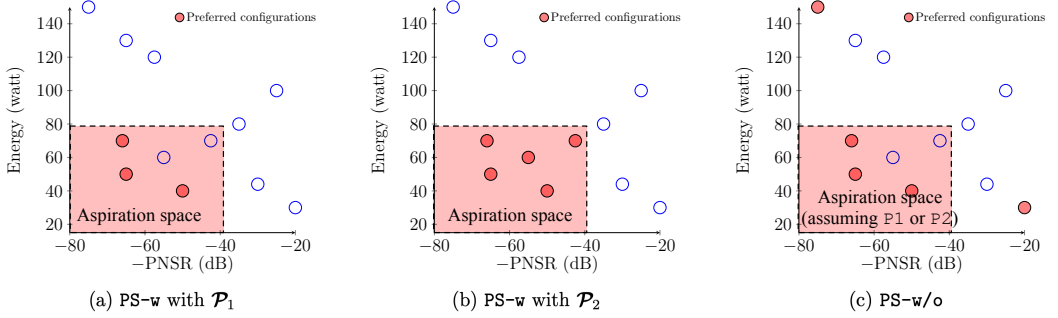 Preferred configurations
Energy (watt)
140
120
100
80
60
40
20
Aspiration space
−80 −60 −40 −20
−PNSR (dB)
(a) PS-w with 𝓟₁
Preferred configurations
Energy (watt)
140
120
100
80
60
40
20
Aspiration space
−80 −60 −40 −20
−PNSR (dB)
(b) PS-w with 𝓟₂
Preferred configurations
Energy (watt)
140
120
100
80
60
40
20
Aspiration space
(assuming P1 or P2)
−80 −60 −40 −20
−PNSR (dB)
(c) PS-w/o